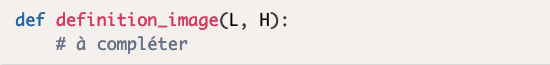 def definition_image(L, H):
    # à compléter